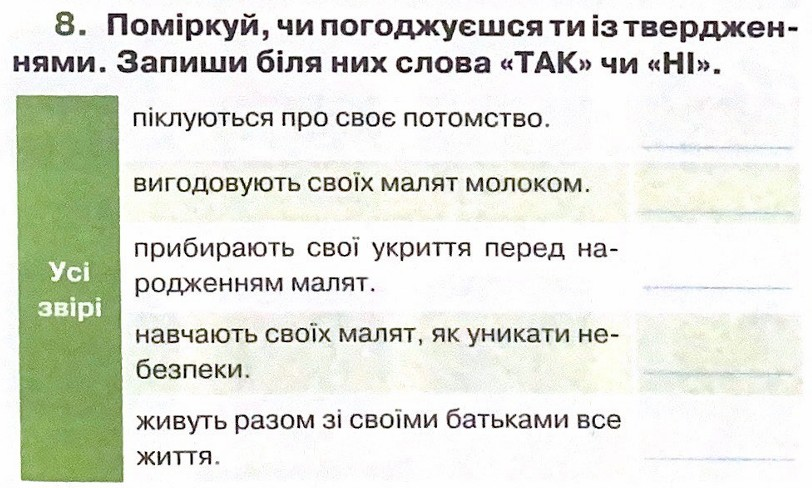 8. Поміркуй, чи погоджуєшся ти із тверджен-
нями. Запиши біля них слова «ТАК» чи «НІ».
Усі
звірі
піклуються про своє потомство.
вигодовують своїх малят молоком.
прибирають свої укриття перед на-
родженням малят.
навчають своїх малят, як уникати не-
безпеки.
живуть разом зі своїми батьками все
життя.